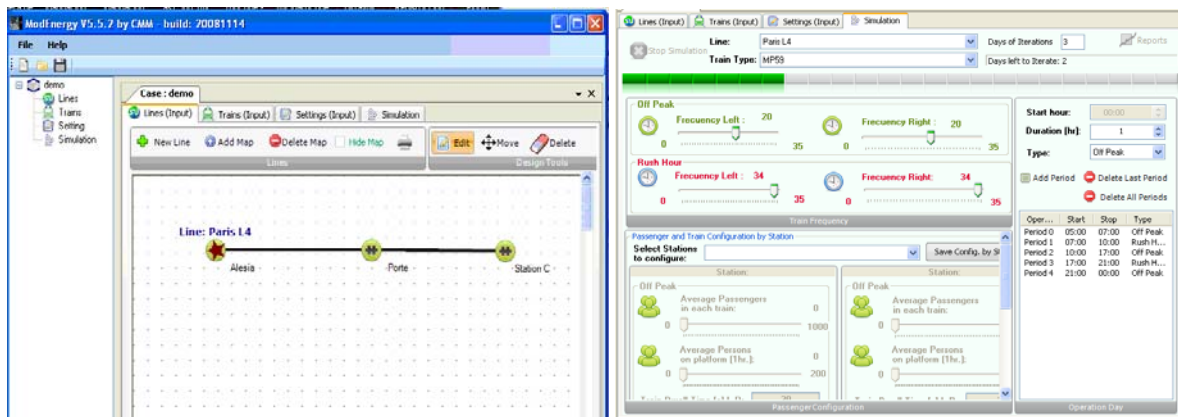 ModEnergy V5.5.7 by CMM - build: 70081114
File Help
demo
Lines
Trains
Setting
Simulation
Case : demo
Lines (Input) Trains (Input) Settings (Input) Simulation
New Line Add Map Delete Map Hide Map Edit Move Delete
Lines Design Tools
Line: Paris L4
Alesia Porte Station C
Lines (Input) Trains (Input) Settings (Input) Simulation
Stop Simulation
Line: Paris L4 Days of Iterations 3 Reports
Train Type: MP59 Days left to Iterate: 2
Off Peak
Frecuency Left : 20 Frecuency Right : 20
0 35 0 35
Rush Hour
Frecuency Left : 34 Frecuency Right: 34
0 35 0 35
Train Frequency
Start hour: 00:00
Duration [hr]: 1
Type: Off Peak
Add Period Delete Last Period
Delete All Periods
Oper... Start Stop Type
Period 0 05:00 07:00 Off Peak
Period 1 07:00 10:00 Rush H...
Period 2 10:00 17:00 Off Peak
Period 3 17:00 21:00 Rush H...
Period 4 21:00 00:00 Off Peak
Operation Day
Passenger and Train Configuration by Station
Select Stations to configure: Save Config. by St
Station: Station:
Off Peak Off Peak
Average Passengers in each train: 0 Average Passengers in each train:
0 1000 0
Average Persons on platform [1hr.]: 0 Average Persons on platform [1hr.]:
0 200 0
Passenger Configuration